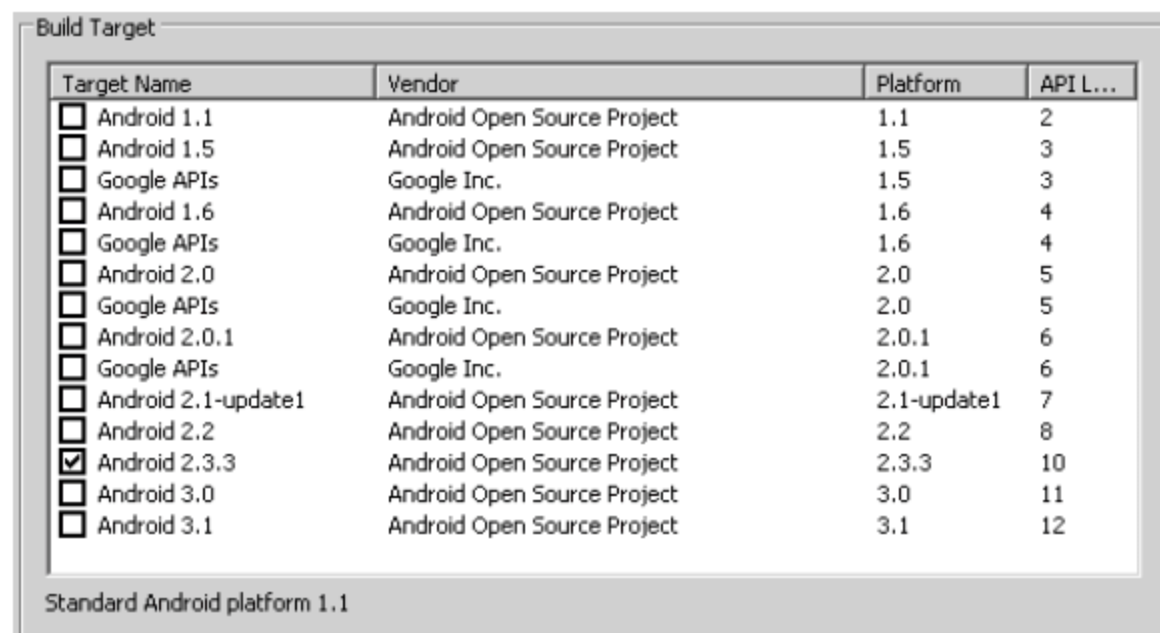 Build Target
Target Name Vendor Platform API L...
Android 1.1 Android Open Source Project 1.1 2
Android 1.5 Android Open Source Project 1.5 3
Google APIs Google Inc. 1.5 3
Android 1.6 Android Open Source Project 1.6 4
Google APIs Google Inc. 1.6 4
Android 2.0 Android Open Source Project 2.0 5
Google APIs Google Inc. 2.0 5
Android 2.0.1 Android Open Source Project 2.0.1 6
Google APIs Google Inc. 2.0.1 6
Android 2.1-update1 Android Open Source Project 2.1-update1 7
Android 2.2 Android Open Source Project 2.2 8
Android 2.3.3 Android Open Source Project 2.3.3 10
Android 3.0 Android Open Source Project 3.0 11
Android 3.1 Android Open Source Project 3.1 12
Standard Android platform 1.1